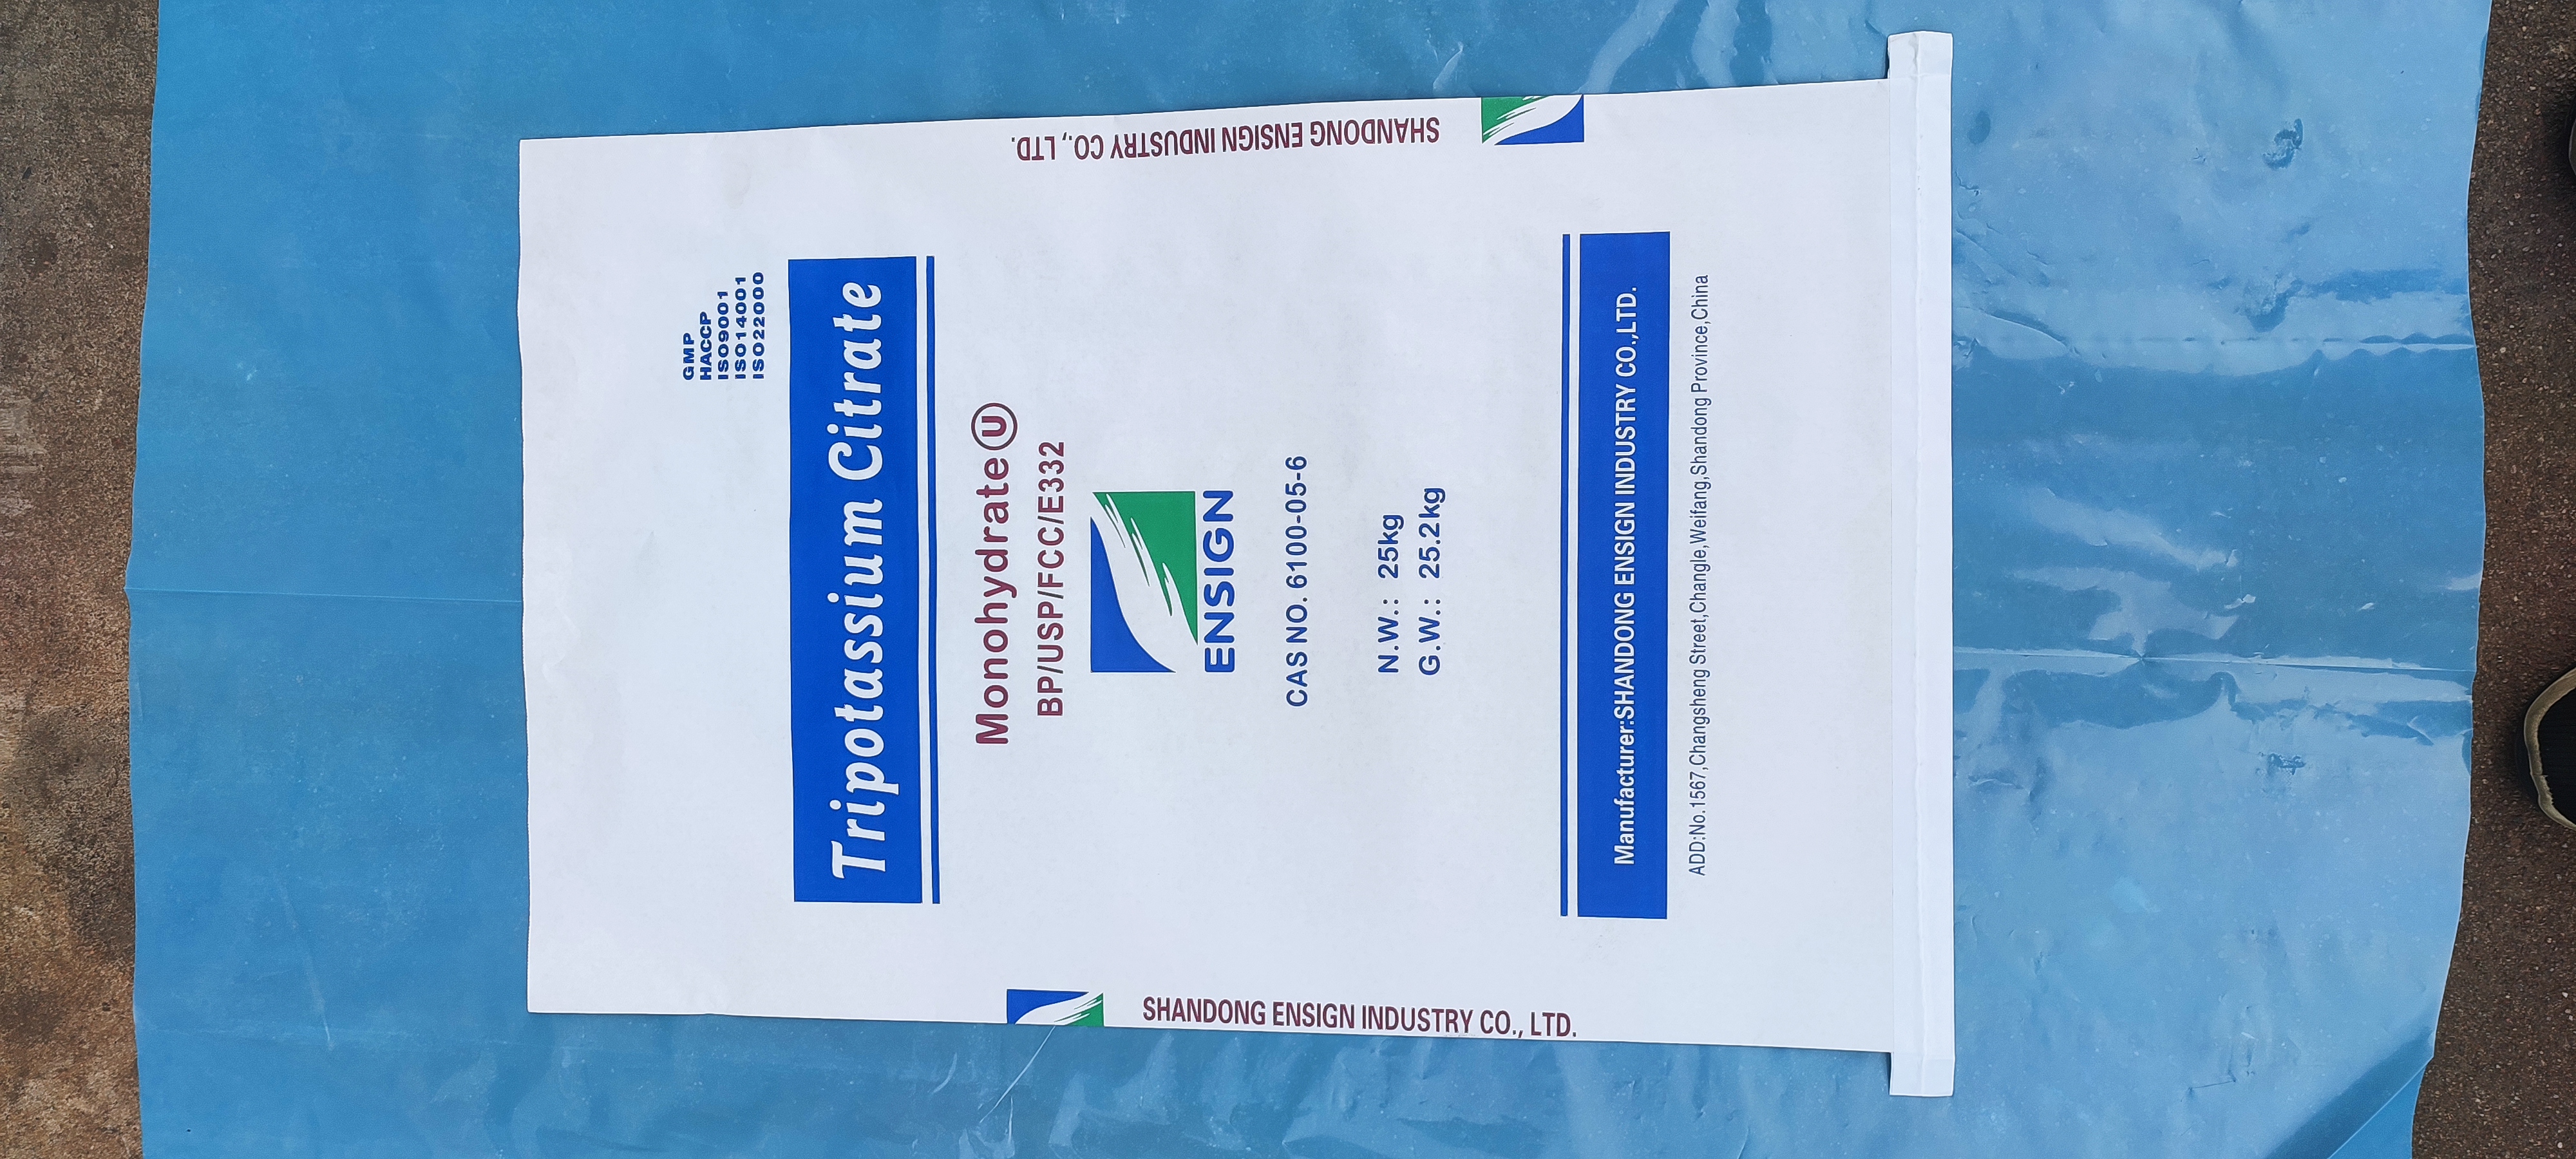 GMP
HACCP
ISO9001
ISO14001
ISO22000
Tripotassium Citrate
Monohydrate Ⓤ
BP/USP/FCC/E332
ENSIGN
CAS NO. 6100-05-6
N.W.: 25kg
G.W.: 25.2kg
Manufacturer:SHANDONG ENSIGN INDUSTRY CO.,LTD.
ADD:No.1567,Changsheng Street,Changle,Weifang,Shandong Province,China
SHANDONG ENSIGN INDUSTRY CO., LTD.
SHANDONG ENSIGN INDUSTRY CO., LTD.